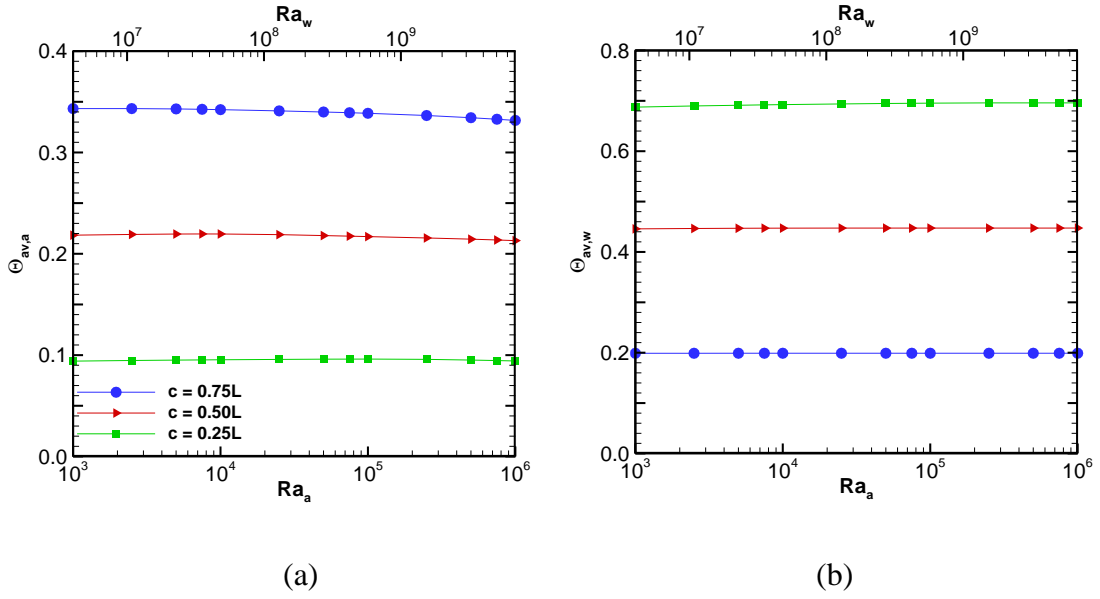 Ra_w
10^7 10^8 10^9
0.4
0.3
0.2
0.1
0.0
Θ_av,a
c = 0.75L
c = 0.50L
c = 0.25L
10^3 10^4 10^5 10^6
Ra_a
(a)
Ra_w
10^7 10^8 10^9
0.8
0.6
0.4
0.2
0.0
Θ_av,w
10^3 10^4 10^5 10^6
Ra_a
(b)